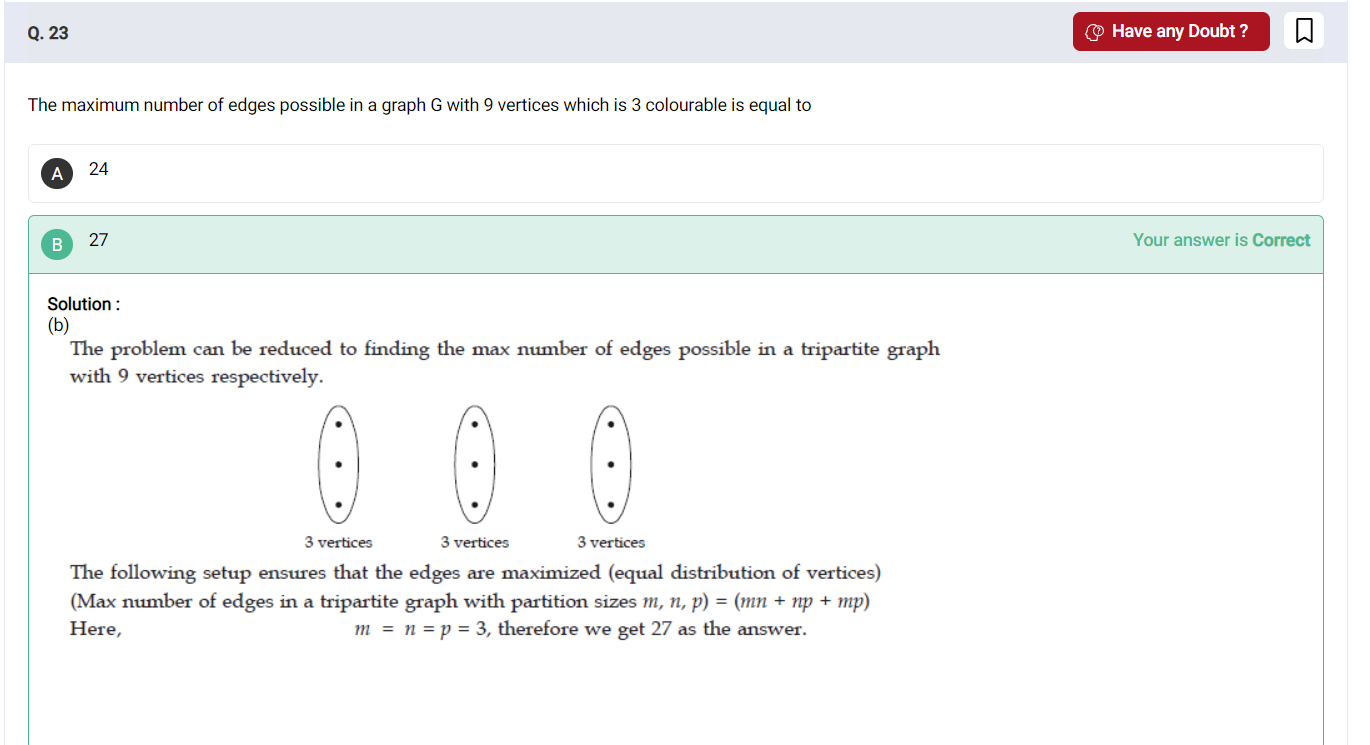 Q. 23
Have any Doubt ?
The maximum number of edges possible in a graph G with 9 vertices which is 3 colourable is equal to
A
24
B
27
Your answer is Correct
Solution :
(b)
The problem can be reduced to finding the max number of edges possible in a tripartite graph
with 9 vertices respectively.
3 vertices 3 vertices 3 vertices
The following setup ensures that the edges are maximized (equal distribution of vertices)
(Max number of edges in a tripartite graph with partition sizes m, n, p) = (mn + np + mp)
Here, m = n = p = 3, therefore we get 27 as the answer.